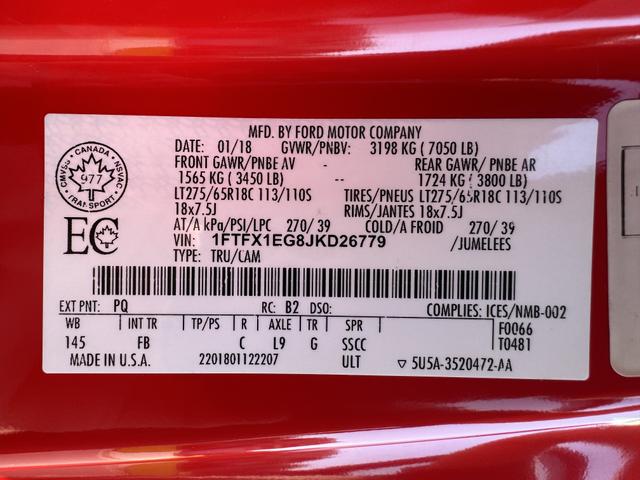 MFD. BY FORD MOTOR COMPANY
DATE: 01/18 GVWR/PNBV: 3198 KG ( 7050 LB)
FRONT GAWR/PNBE AV - REAR GAWR/ PNBE AR
1565 KG ( 3450 LB) -- 1724 KG ( 3800 LB)
LT275/65R18C 113/110S TIRES/PNEUS LT275/65R18C 113/110S
18x7.5J RIMS/JANTES 18x7.5J
AT/A kPa/PSI/LPC 270/ 39 COLD/A FROID 270/ 39
VIN: 1FTFX1EG8JKD26779 /JUMELEES
TYPE: TRU/CAM
CMVSS CANADA NSVAC
977
TRANSPORT
EC
EXT PNT: PQ RC: B2 DSO: COMPLIES: ICES/NMB-002
WB INT TR TP/PS R AXLE TR SPR F0066
145 FB C L9 G SSCC T0481
MADE IN U.S.A. 2201801122207 ULT ▽ 5U5A-3520472-AA